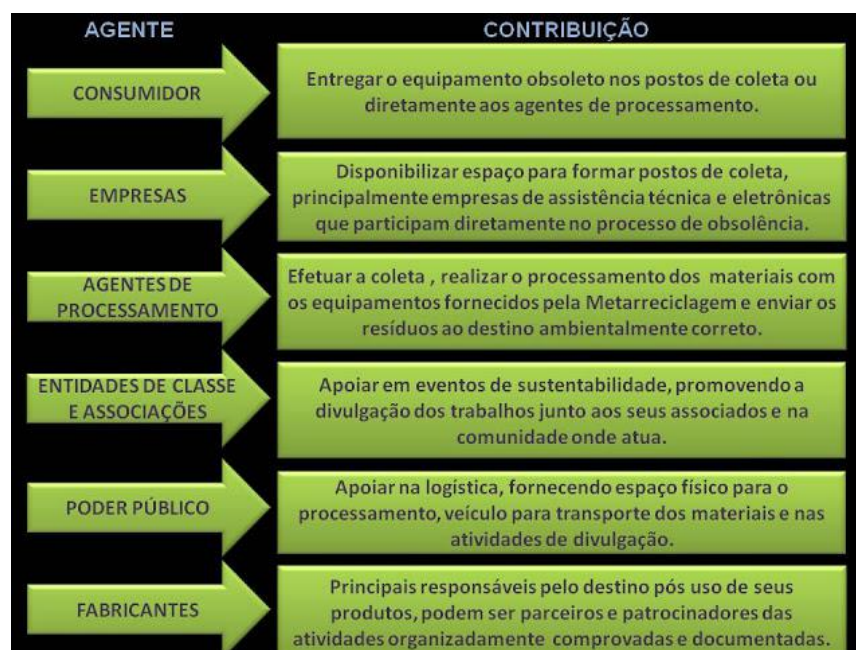 AGENTE
CONTRIBUIÇÃO
CONSUMIDOR
Entregar o equipamento obsoleto nos postos de coleta ou
diretamente aos agentes de processamento.
EMPRESAS
Disponibilizar espaço para formar postos de coleta,
principalmente empresas de assistência técnica e eletrônicas
que participam diretamente no processo de obsolência.
AGENTES DE
PROCESSAMENTO
Efetuar a coleta , realizar o processamento dos materiais com
os equipamentos fornecidos pela Metarreciclagem e enviar os
resíduos ao destino ambientalmente correto.
ENTIDADES DE CLASSE
E ASSOCIAÇÕES
Apoiar em eventos de sustentabilidade, promovendo a
divulgação dos trabalhos junto aos seus associados e na
comunidade onde atua.
PODER PÚBLICO
Apoiar na logística, fornecendo espaço físico para o
processamento, veículo para transporte dos materiais e nas
atividades de divulgação.
FABRICANTES
Principais responsáveis pelo destino pós uso de seus
produtos, podem ser parceiros e patrocinadores das
atividades organizadamente comprovadas e documentadas.